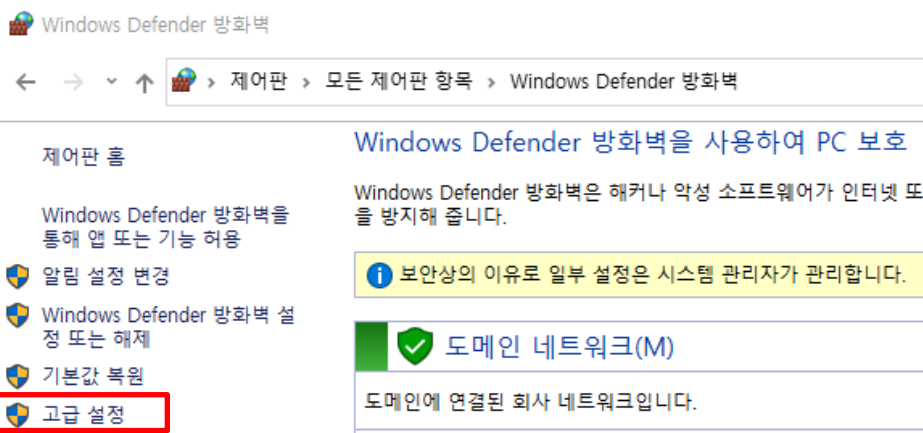 Windows Defender 방화벽
제어판 › 모든 제어판 항목 › Windows Defender 방화벽
제어판 홈
Windows Defender 방화벽을
통해 앱 또는 기능 허용
알림 설정 변경
Windows Defender 방화벽 설
정 또는 해제
기본값 복원
고급 설정
Windows Defender 방화벽을 사용하여 PC 보호
Windows Defender 방화벽은 해커나 악성 소프트웨어가 인터넷 또
을 방지해 줍니다.
보안상의 이유로 일부 설정은 시스템 관리자가 관리합니다.
도메인 네트워크(M)
도메인에 연결된 회사 네트워크입니다.